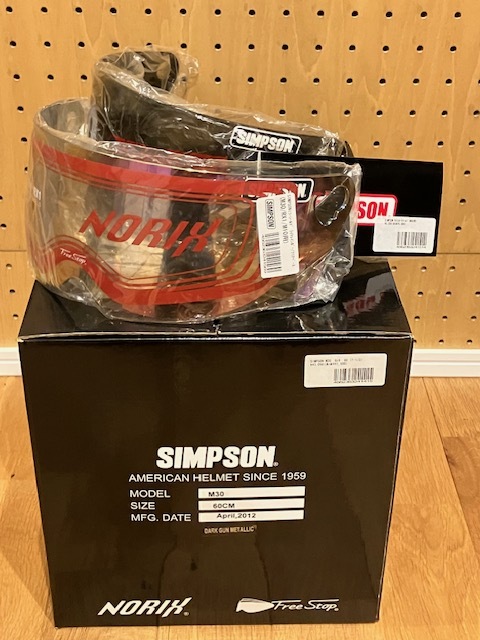 SIMPSON
NORIX
Free Stop
SIMPSON
SON
SIMPSON®
AMERICAN HELMET SINCE 1959
MODEL M30
SIZE 60CM
MFG. DATE April,2012
DARK GUN METALLIC
NORIX®
Free Stop®